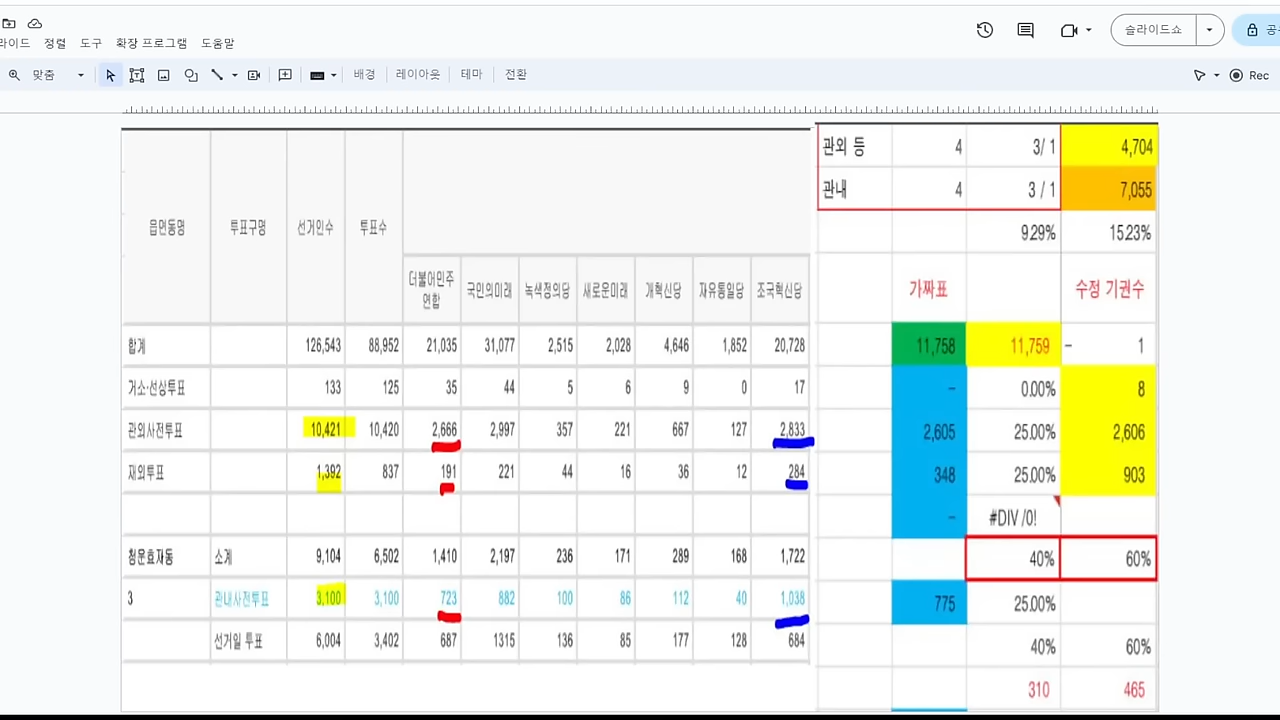 라이드 정렬 도구 확장 프로그램 도움말
슬라이드쇼
맞춤 배경 레이아웃 테마 전환 Rec
관외 등 4 3/ 1 4,704
관내 4 3 / 1 7,055
9.29% 15.23%
읍면동명 투표구명 선거인수 투표수
더불어민주연합 국민의미래 녹색정의당 새로운미래 개혁신당 자유통일당 조국혁신당 가짜표 수정 기권수
합계 126,543 88,952 21,035 31,077 2,515 2,028 4,646 1,852 20,728 11,758 11,759 – 1
거소·선상투표 133 125 35 44 5 6 9 0 17 – 0.00% 8
관외사전투표 10,421 10,420 2,666 2,997 357 221 667 127 2,833 2,605 25.00% 2,606
재외투표 1,392 837 191 221 44 16 36 12 284 348 25.00% 903
– #DIV /0!
청운효자동 소계 9,104 6,502 1,410 2,197 236 171 289 168 1,722 40% 60%
3 관내사전투표 3,100 3,100 723 882 100 86 112 40 1,038 775 25.00%
선거일 투표 6,004 3,402 687 1315 136 85 177 128 684 40% 60%
310 465